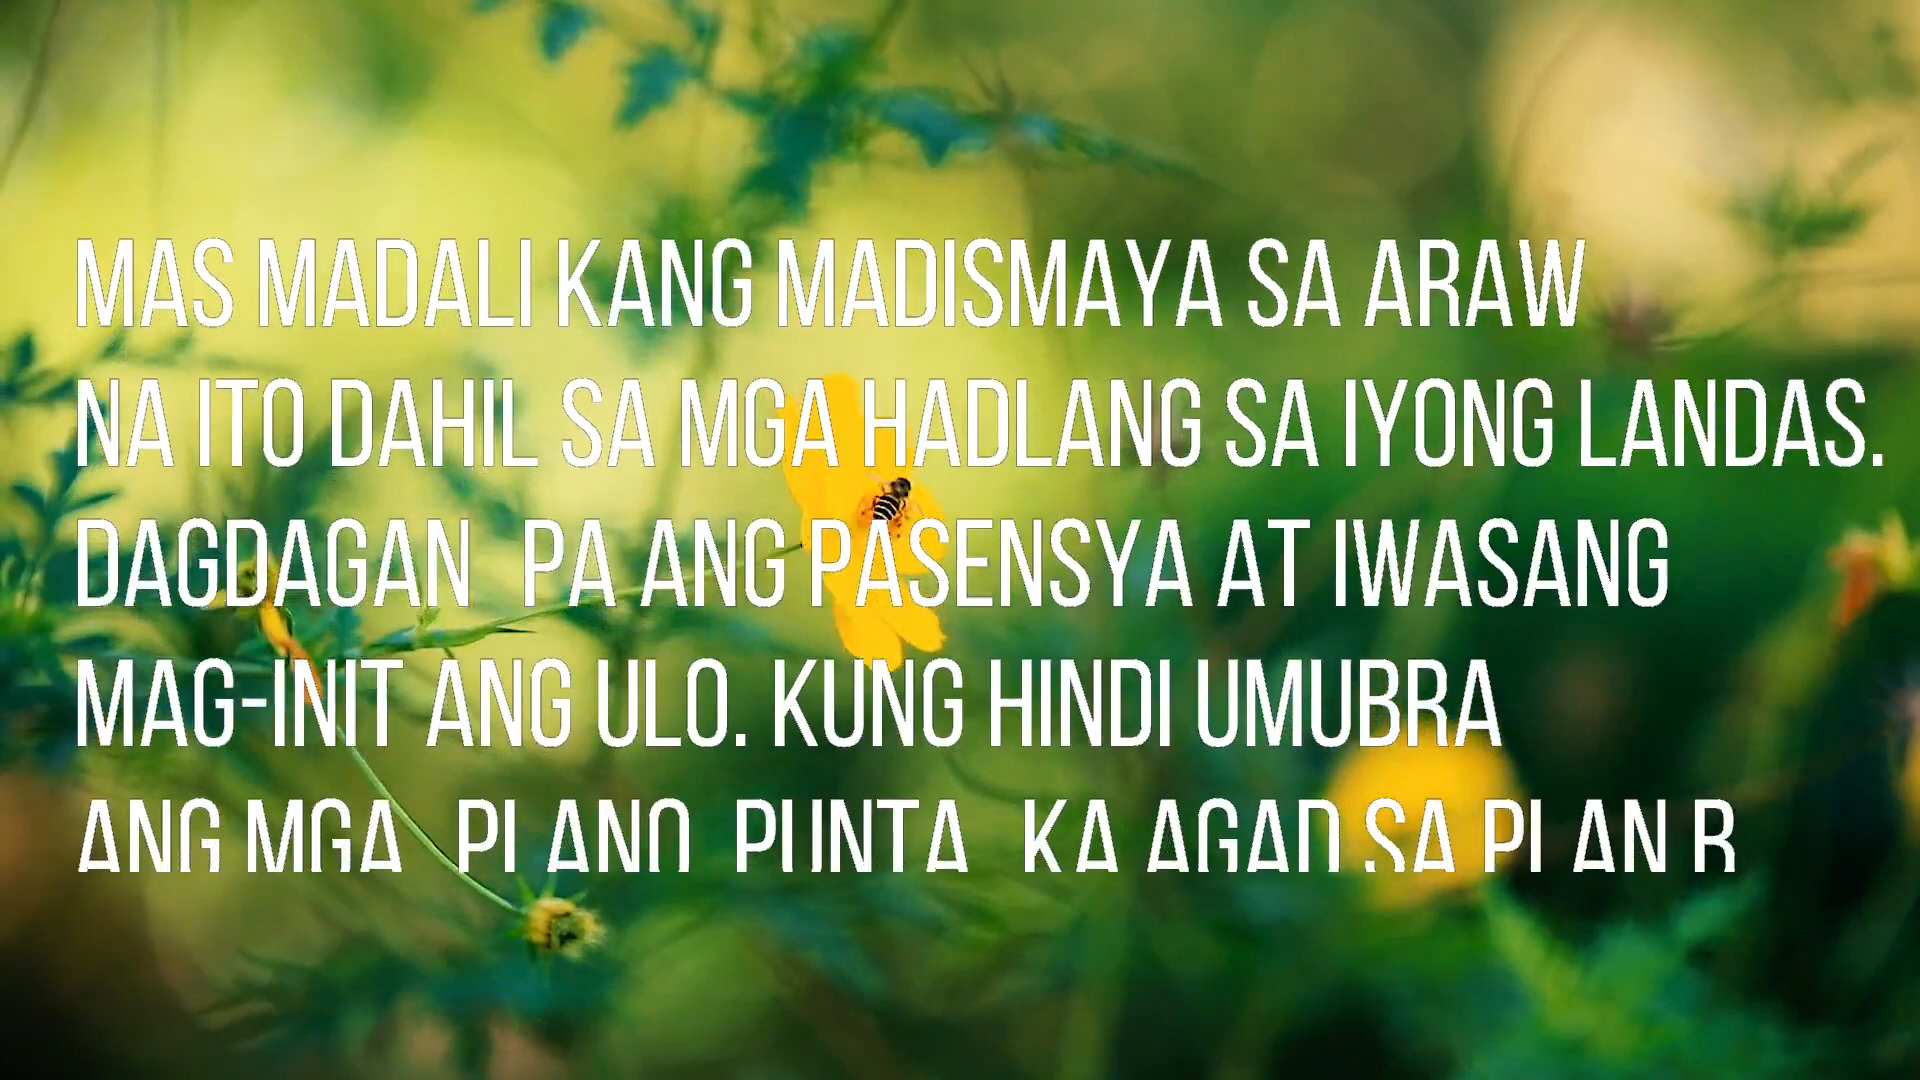 MAS MADALI KANG MADISMAYA SA ARAW
NA ITO DAHIL SA MGA HADLANG SA IYONG LANDAS.
DAGDAGAN PA ANG PASENSYA AT IWASANG
MAG-INIT ANG ULO. KUNG HINDI UMUBRA
ANG MGA PLANO, PUNTA KA AGAD SA PLAN B